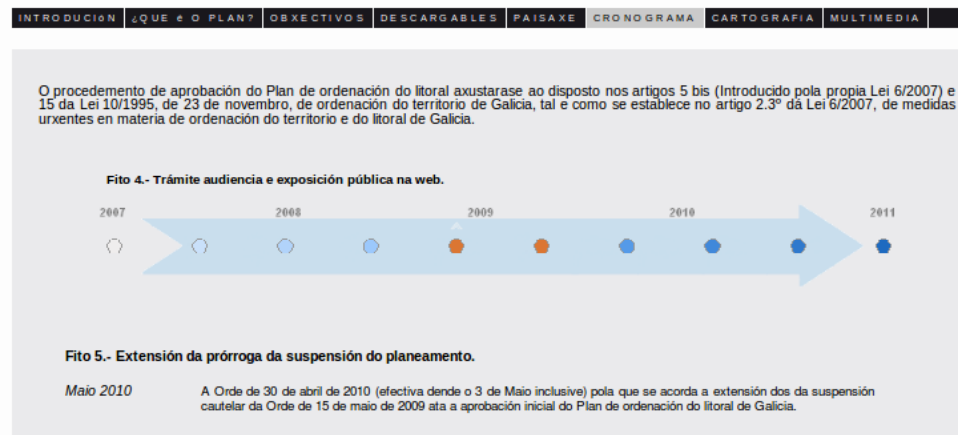 INTRODUCIóN ¿QUE é O PLAN? OBXECTIVOS DESCARGABLES PAISAXE CRONOGRAMA CARTOGRAFíA MULTIMEDIA
O procedemento de aprobación do Plan de ordenación do litoral axustarase ao disposto nos artigos 5 bis (Introducido pola propia Lei 6/2007) e
15 da Lei 10/1995, de 23 de novembro, de ordenación do territorio de Galicia, tal e como se establece no artigo 2.3º da Lei 6/2007, de medidas
urxentes en materia de ordenación do territorio e do litoral de Galicia.
Fito 4.- Trámite audiencia e exposición pública na web.
2007 2008 2009 2010 2011
Fito 5.- Extensión da prórroga da suspensión do planeamento.
Maio 2010 A Orde de 30 de abril de 2010 (efectiva dende o 3 de Maio inclusive) pola que se acorda a extensión dos da suspensión
cautelar da Orde de 15 de maio de 2009 ata a aprobación inicial do Plan de ordenación do litoral de Galicia.